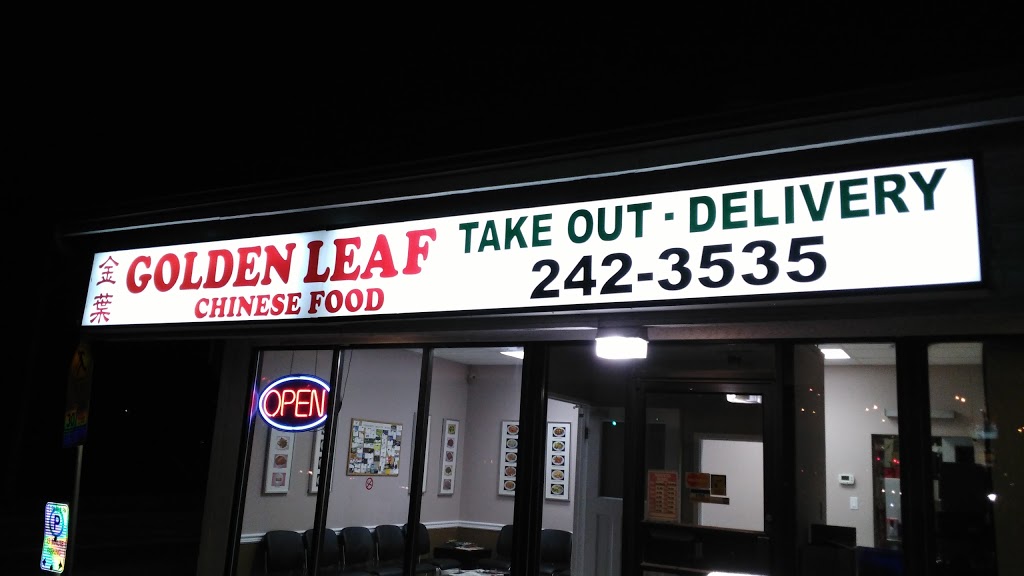 金葉
GOLDEN LEAF
CHINESE FOOD
TAKE OUT - DELIVERY
242-3535
OPEN
P